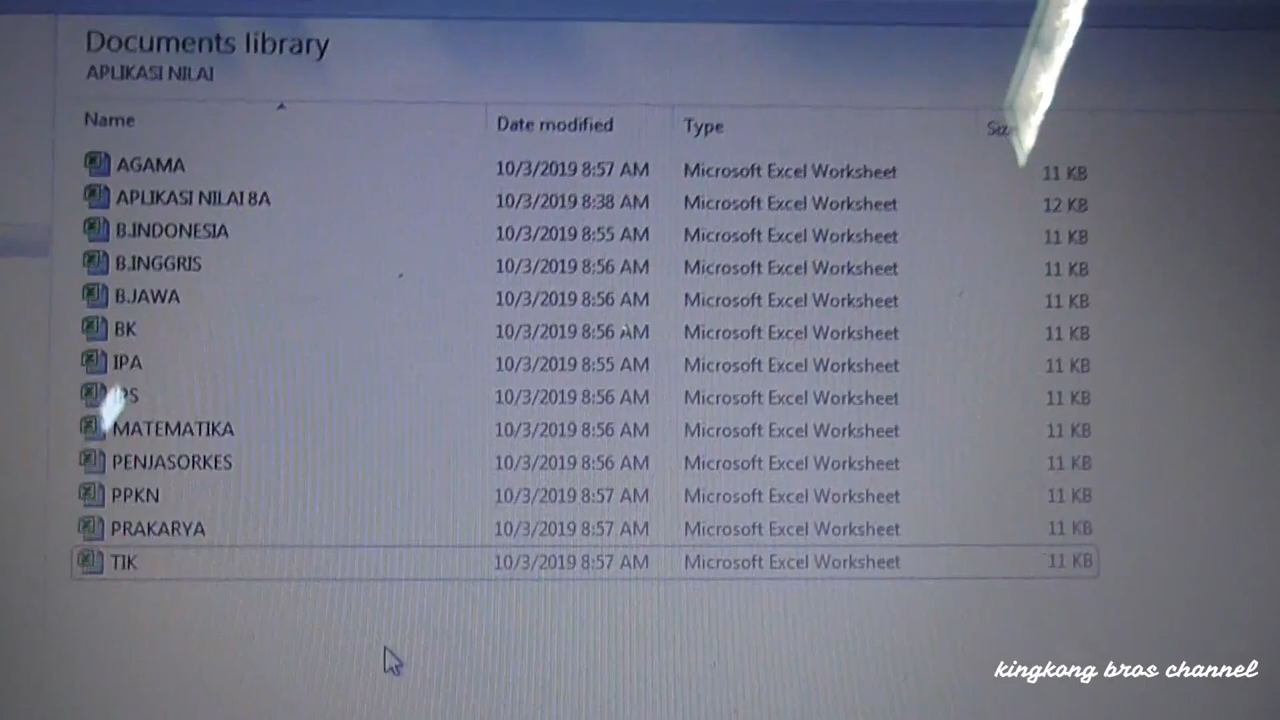 Documents library
APLIKASI NILAI
Name Date modified Type
AGAMA 10/3/2019 8:57 AM Microsoft Excel Worksheet 11 KB
APLIKASI NILAI 8A 10/3/2019 8:38 AM Microsoft Excel Worksheet 12 KB
B.INDONESIA 10/3/2019 8:55 AM Microsoft Excel Worksheet 11 KB
B.INGGRIS 10/3/2019 8:56 AM Microsoft Excel Worksheet 11 KB
B.JAWA 10/3/2019 8:56 AM Microsoft Excel Worksheet 11 KB
BK 10/3/2019 8:56 AM Microsoft Excel Worksheet 11 KB
IPA 10/3/2019 8:55 AM Microsoft Excel Worksheet 11 KB
IPS 10/3/2019 8:56 AM Microsoft Excel Worksheet 11 KB
MATEMATIKA 10/3/2019 8:56 AM Microsoft Excel Worksheet 11 KB
PENJASORKES 10/3/2019 8:56 AM Microsoft Excel Worksheet 11 KB
PPKN 10/3/2019 8:57 AM Microsoft Excel Worksheet 11 KB
PRAKARYA 10/3/2019 8:57 AM Microsoft Excel Worksheet 11 KB
TIK 10/3/2019 8:57 AM Microsoft Excel Worksheet 11 KB
kingkong bros channel